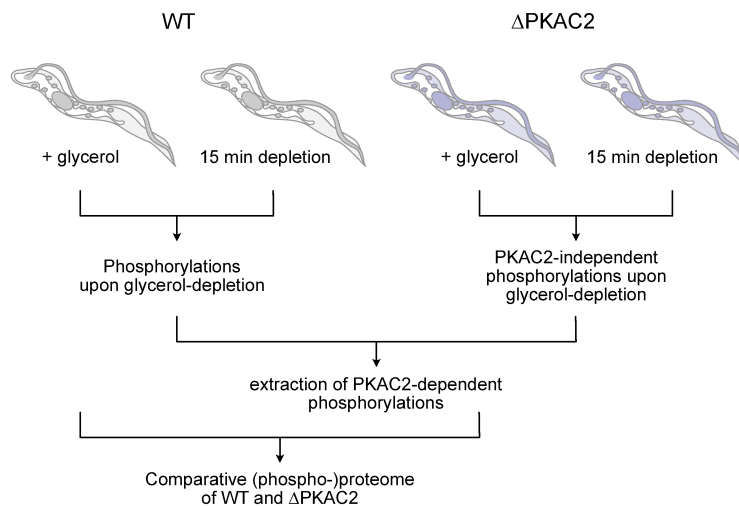 WT
ΔPKAC2
+ glycerol
15 min depletion
+ glycerol
15 min depletion
Phosphorylations
upon glycerol-depletion
PKAC2-independent
phosphorylations upon
glycerol-depletion
extraction of PKAC2-dependent
phosphorylations
Comparative (phospho-)proteome
of WT and ΔPKAC2